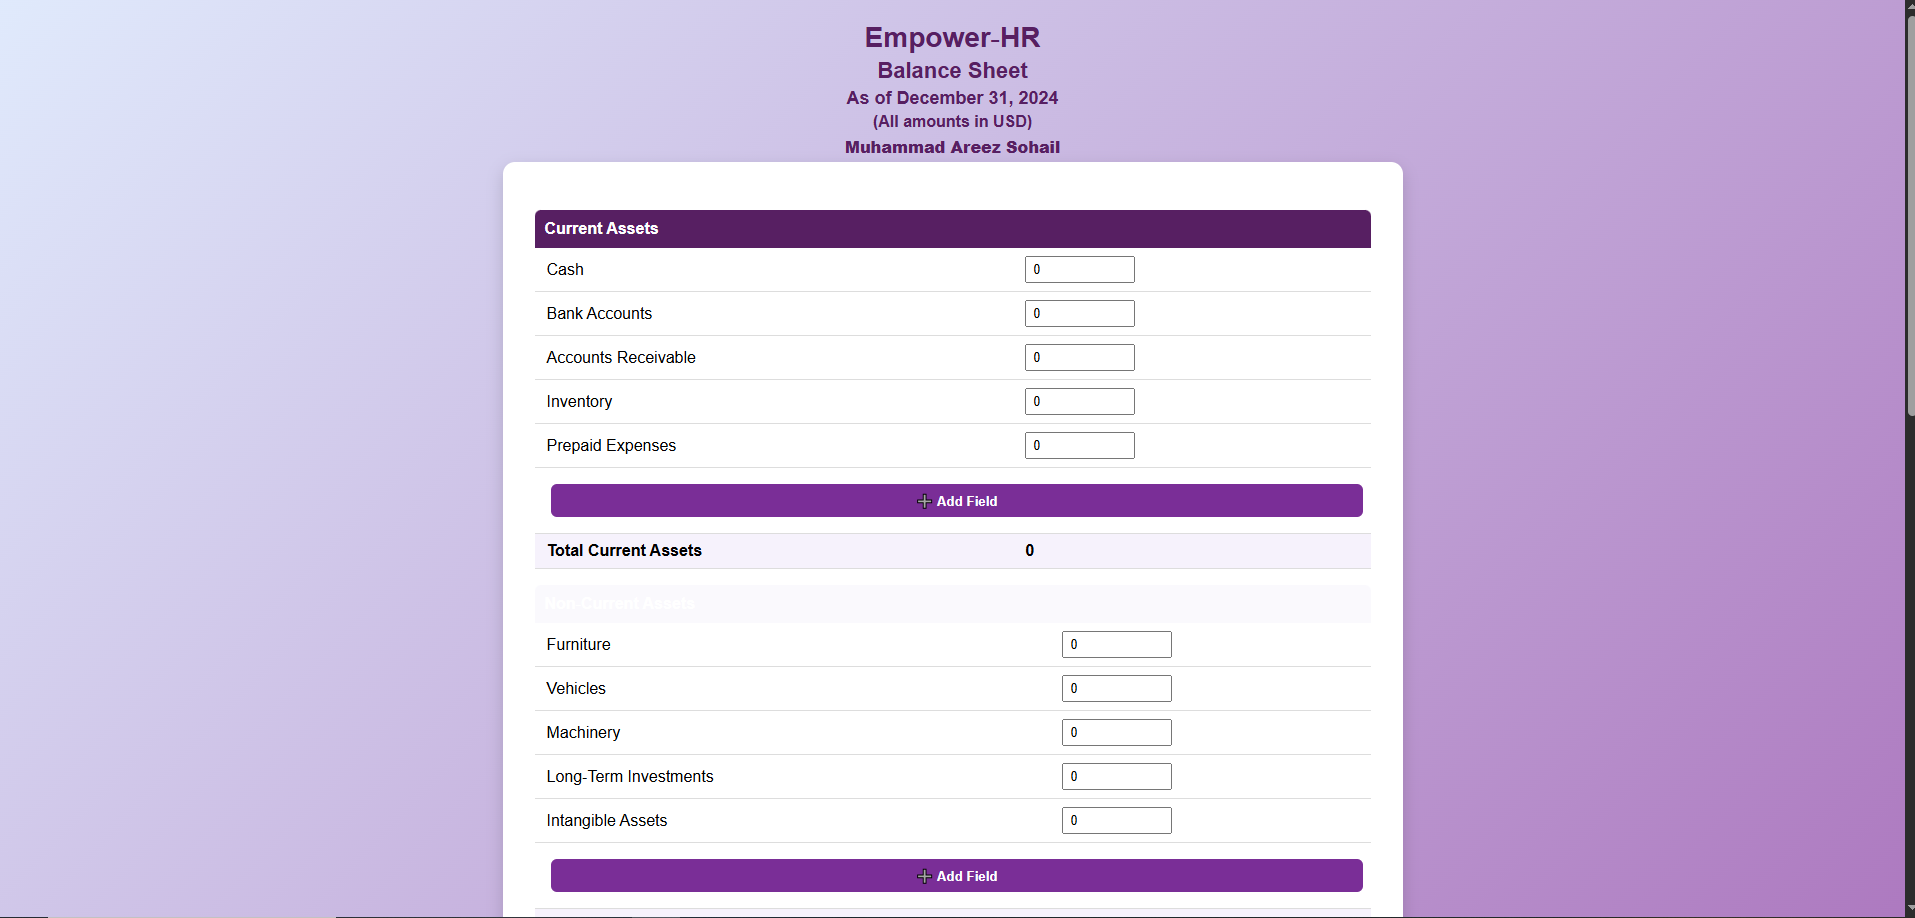 Empower-HR
Balance Sheet
As of December 31, 2024
(All amounts in USD)
Muhammad Areez Sohail
Current Assets
Cash 0
Bank Accounts 0
Accounts Receivable 0
Inventory 0
Prepaid Expenses 0
Add Field
Total Current Assets 0
Non-Current Assets
Furniture 0
Vehicles 0
Machinery 0
Long-Term Investments 0
Intangible Assets 0
Add Field